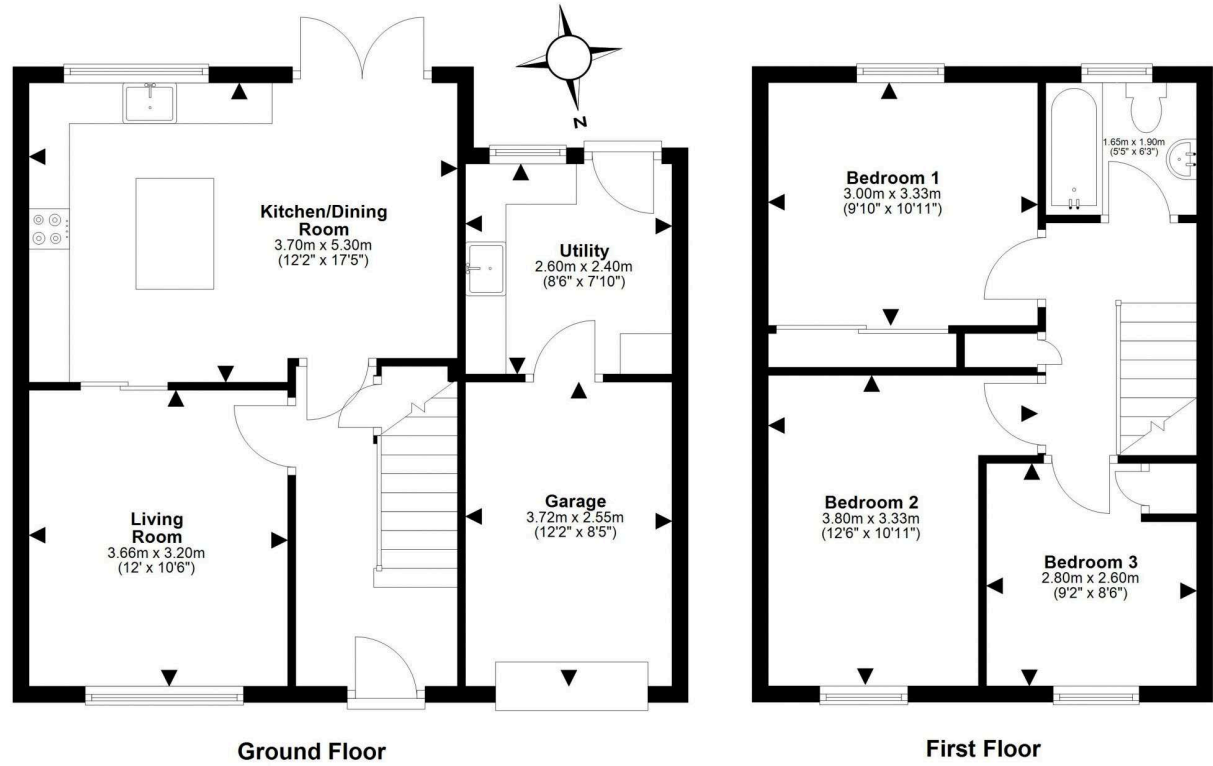 N
Kitchen/Dining
Room
3.70m x 5.30m
(12'2" x 17'5")
Utility
2.60m x 2.40m
(8'6" x 7'10")
Living
Room
3.66m x 3.20m
(12' x 10'6")
Garage
3.72m x 2.55m
(12'2" x 8'5")
Ground Floor
Bedroom 1
3.00m x 3.33m
(9'10" x 10'11")
1.65m x 1.90m
(5'5" x 6'3")
Bedroom 2
3.80m x 3.33m
(12'6" x 10'11")
Bedroom 3
2.80m x 2.60m
(9'2" x 8'6")
First Floor